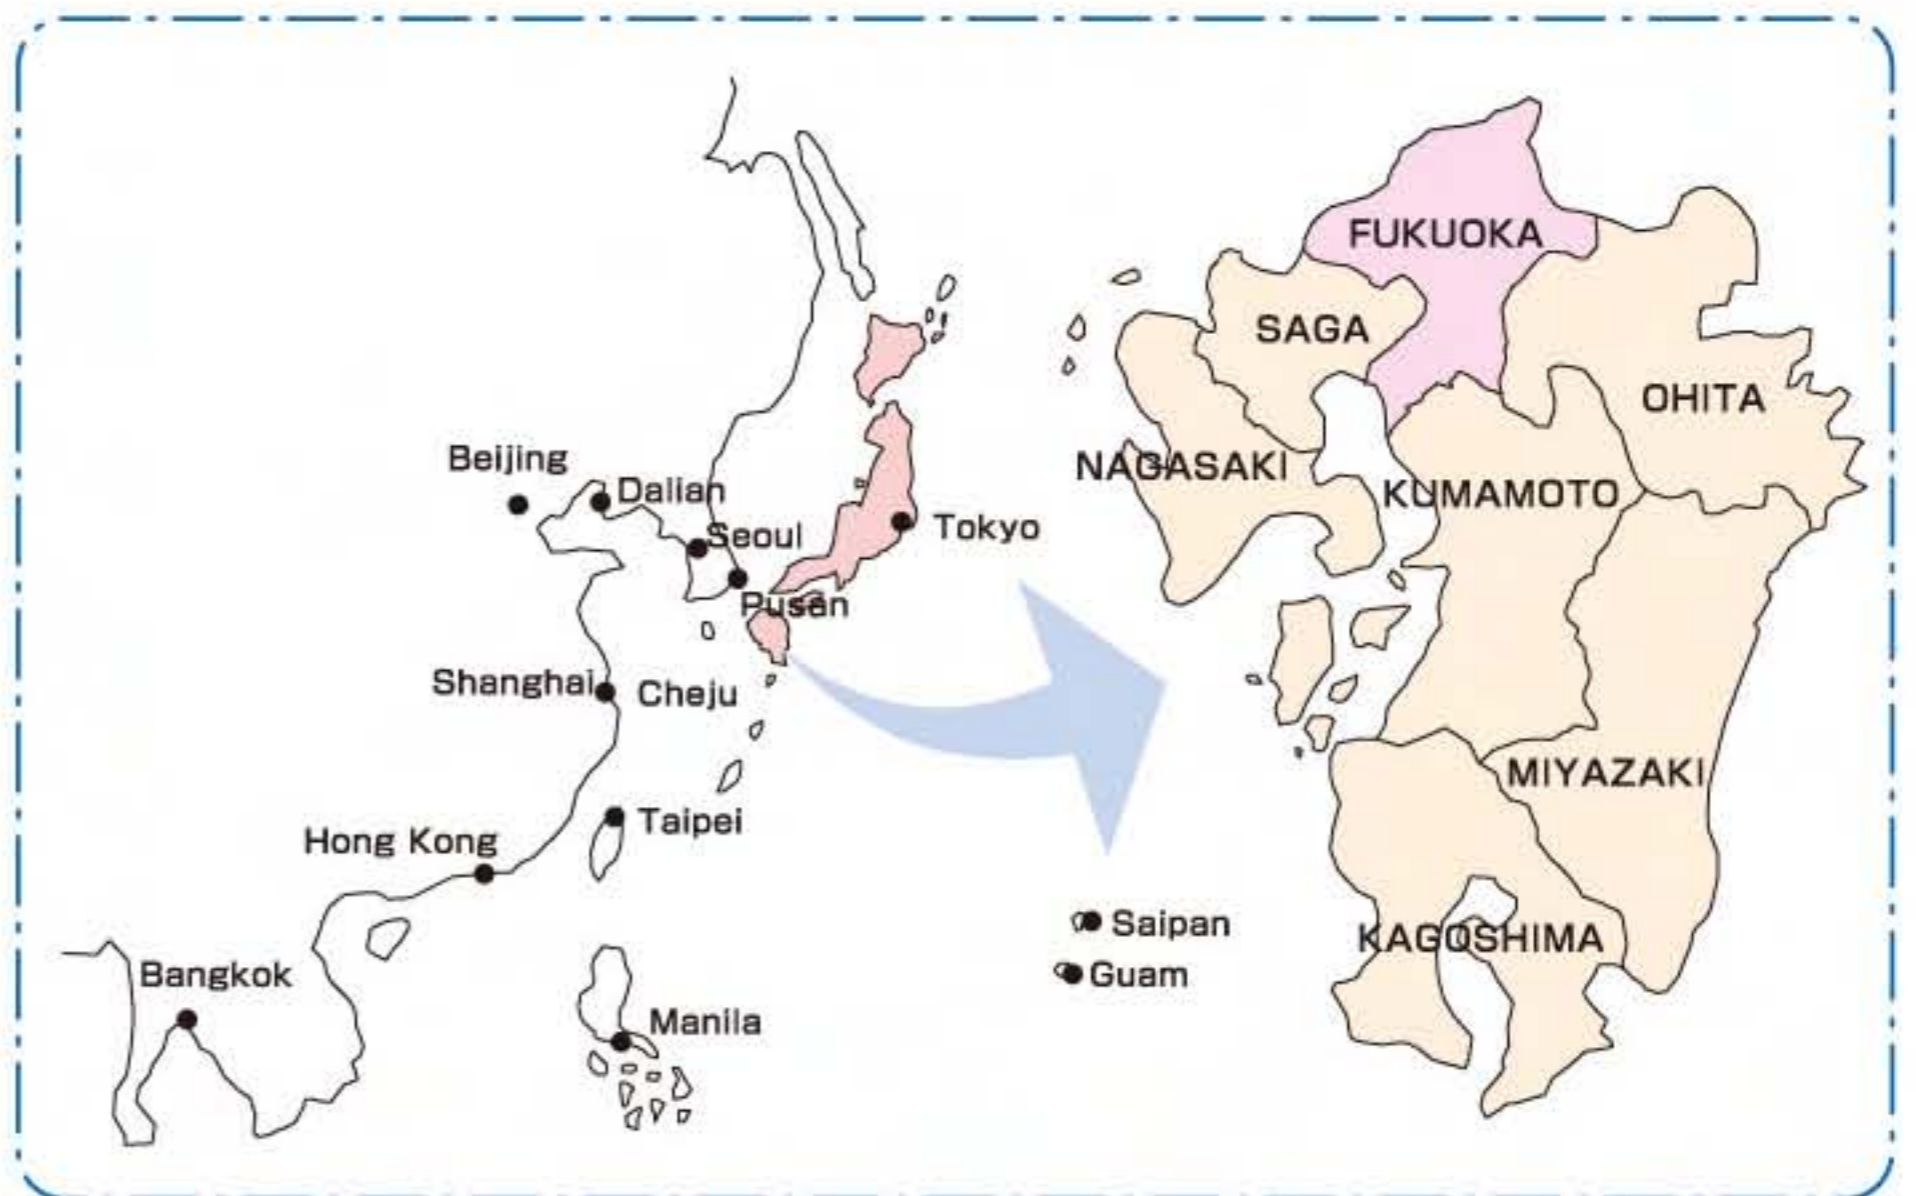 Beijing
Dalian
Seoul
Tokyo
Pusan
Shanghai
Cheju
Taipei
Hong Kong
Bangkok
Manila
Saipan
Guam
FUKUOKA
SAGA
OHITA
NAGASAKI
KUMAMOTO
MIYAZAKI
KAGOSHIMA